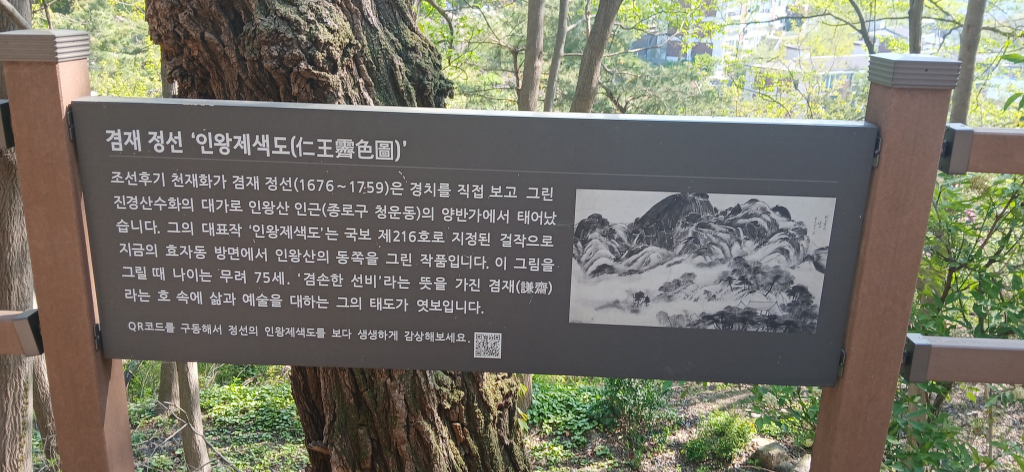 겸재 정선 ‘인왕제색도(仁王霽色圖)’
조선후기 천재화가 겸재 정선(1676～1759)은 경치를 직접 보고 그린
진경산수화의 대가로 인왕산 인근(종로구 청운동)의 양반가에서 태어났
습니다. 그의 대표작 ‘인왕제색도’는 국보 제216호로 지정된 걸작으로
지금의 효자동 방면에서 인왕산의 동쪽을 그린 작품입니다. 이 그림을
그릴 때 나이는 무려 75세. ‘겸손한 선비’라는 뜻을 가진 겸재(謙齋)
라는 호 속에 삶과 예술을 대하는 그의 태도가 엿보입니다.
QR코드를 구동해서 정선의 인왕제색도를 보다 생생하게 감상해보세요.